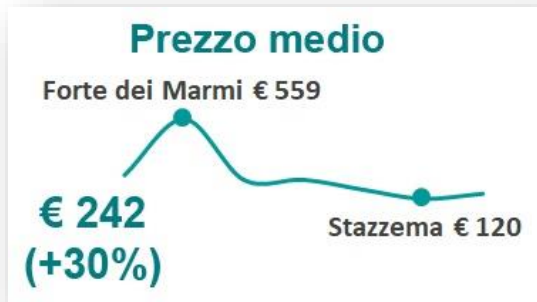 Prezzo medio
Forte dei Marmi € 559
€ 242
(+30%)
Stazzema € 120